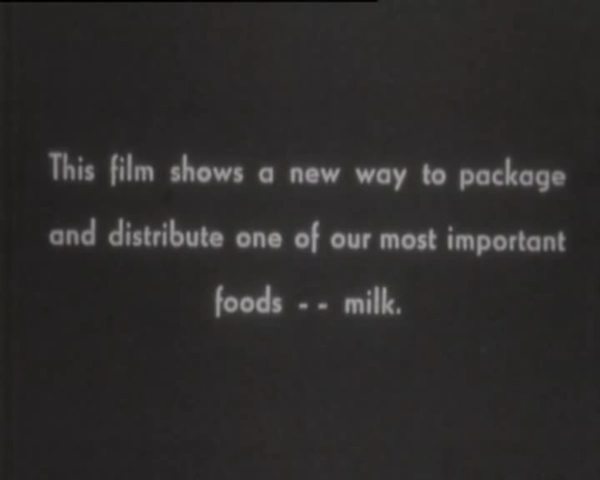 This film shows a new way to package
and distribute one of our most important
foods -- milk.